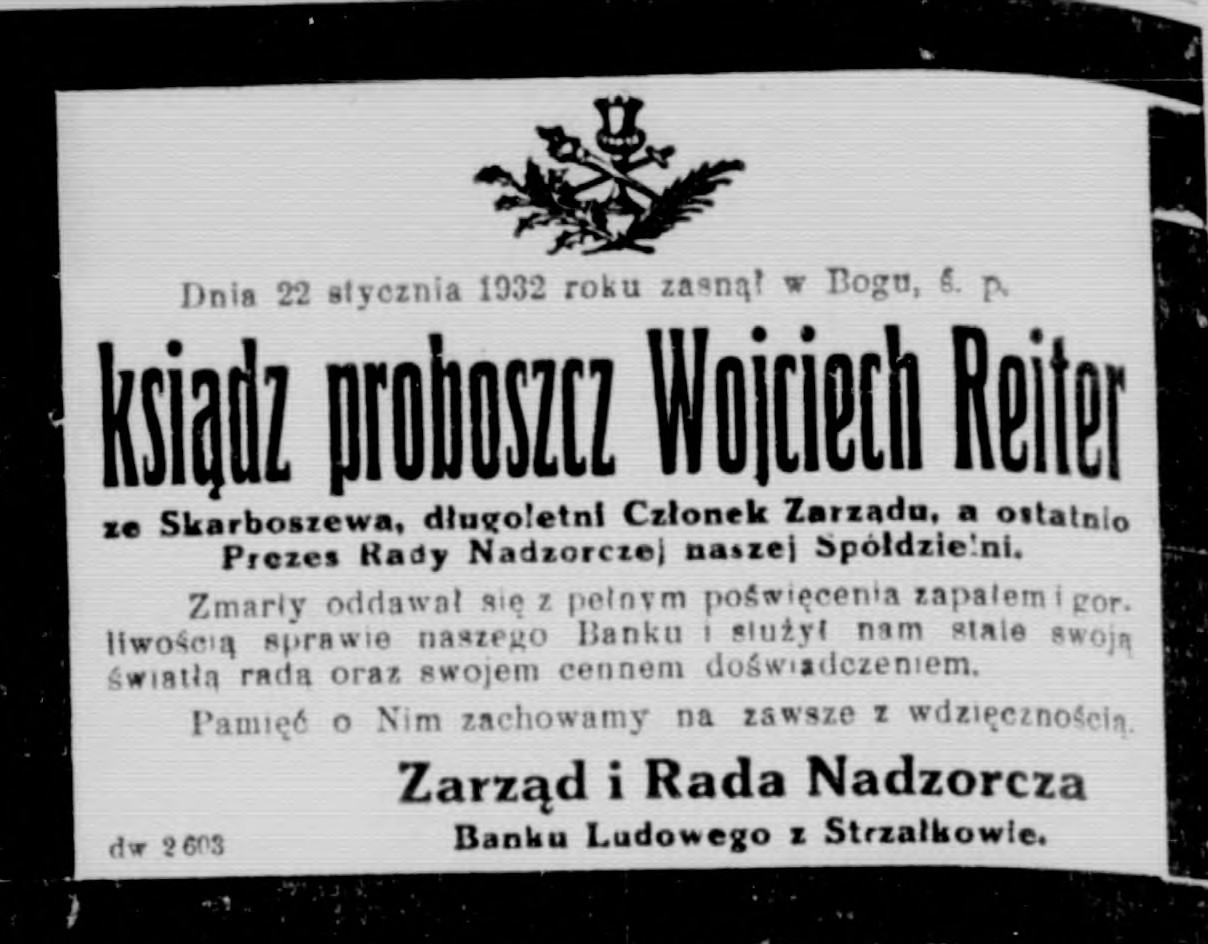 Dnia 22 stycznia 1932 roku zasnął w Bogu, ś. p.
ksiądz proboszcz Wojciech Reiter
ze Skarboszewa, długoletni Członek Zarządu, a ostatnio
Prezes Rady Nadzorczej naszej Spółdzielni.
Zmarły oddawał się z pełnym poświęcenia zapałem i gor-
liwością sprawie naszego Banku i służył nam stale swoją
światłą radą oraz swojem cennem doświadczeniem.
Pamięć o Nim zachowamy na zawsze z wdzięcznością.
Zarząd i Rada Nadzorcza
Banku Ludowego z Strzałkowie.
dw 2603